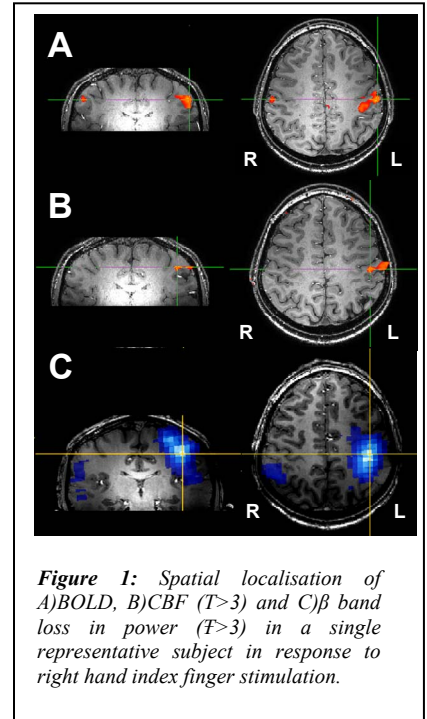 A
R
L
B
R
L
C
R
L
Figure 1: Spatial localisation of
A)BOLD, B)CBF (T>3) and C)β band
loss in power (Ŧ>3) in a single
representative subject in response to
right hand index finger stimulation.